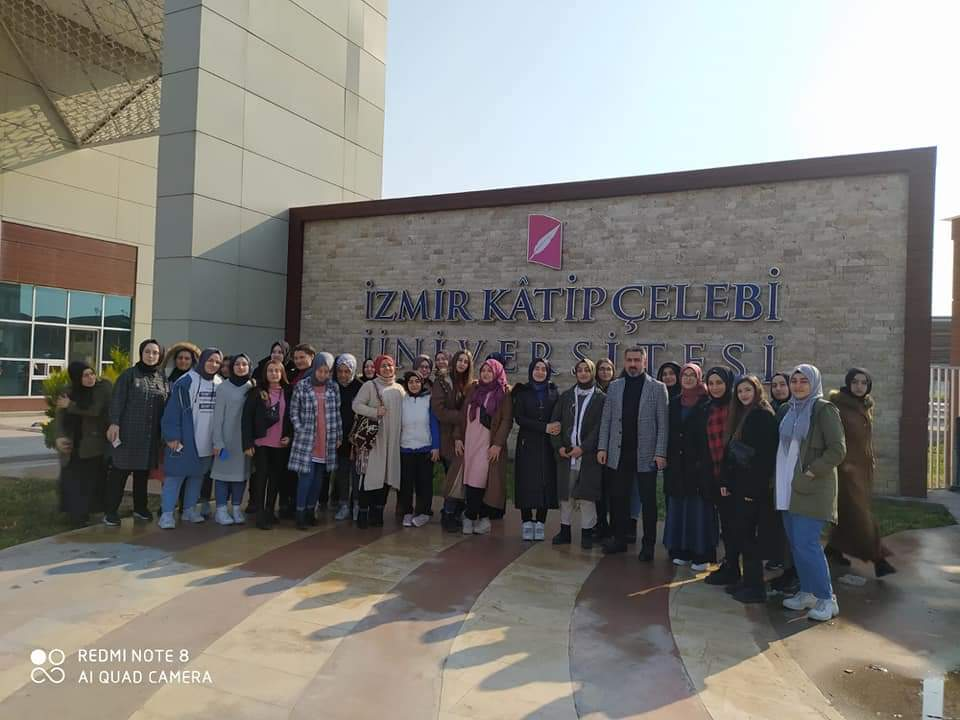 İZMİR KÂTİP ÇELEBİ
ÜNİVERSİTESİ
REDMI NOTE 8
AI QUAD CAMERA